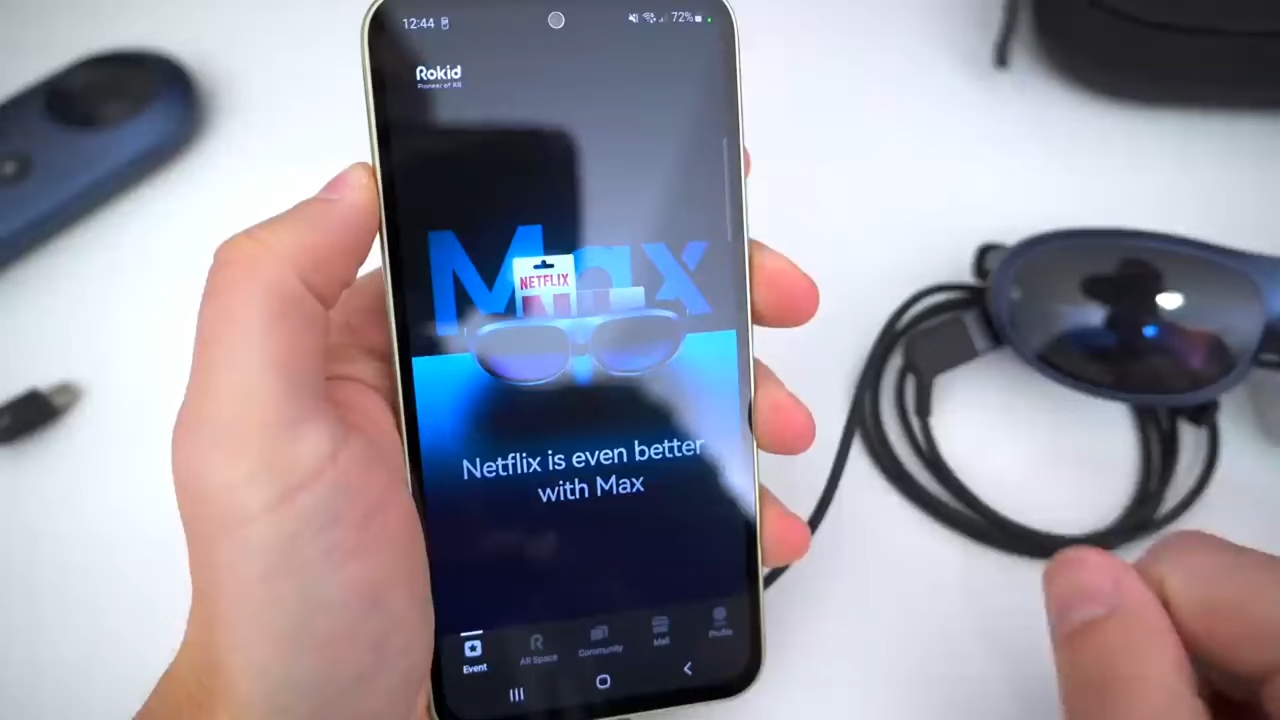 12:44
72%
Rokid
Pioneer of AR
Max
NETFLIX
Netflix is even better
with Max
Event
AR Space
Community
Mall
Profile